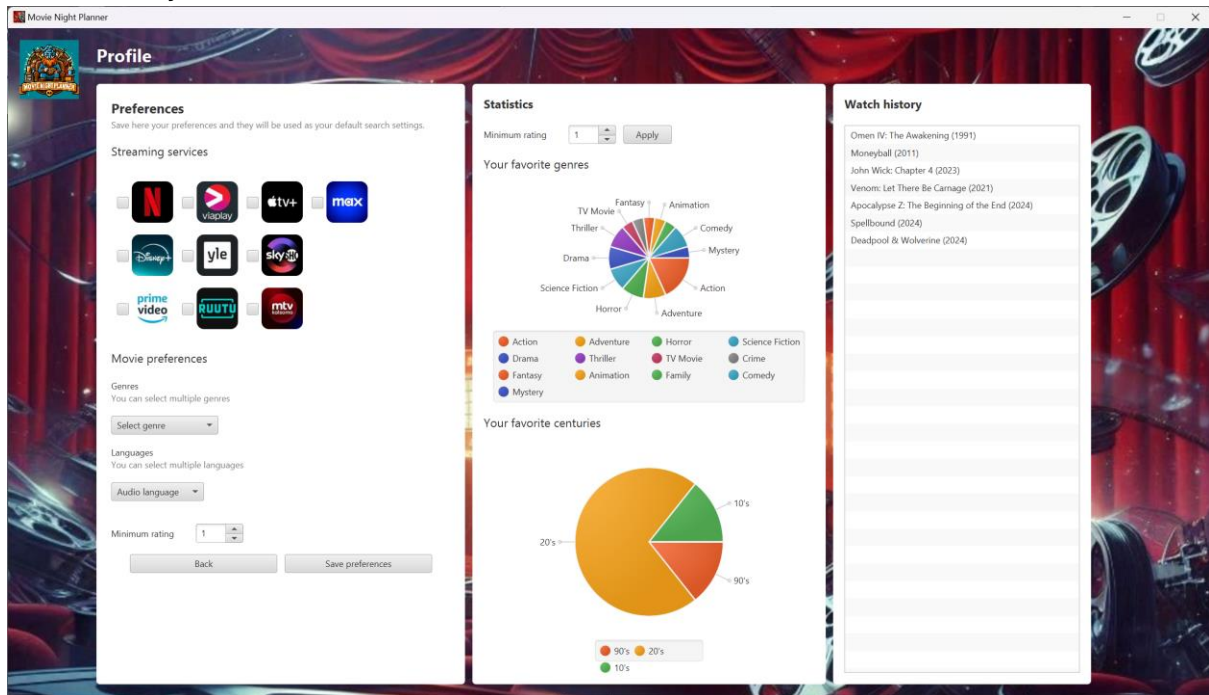 Movie Night Planner
MOVIE NIGHT PLANNER
Profile
Preferences
Save here your preferences and they will be used as your default search settings.
Streaming services
N
viaplay
tv+
max
Disney+
yle
sky
prime video
RUUTU
mtv
katsomo
Movie preferences
Genres
You can select multiple genres
Select genre
Languages
You can select multiple languages
Audio language
Minimum rating 1
Back
Save preferences
Statistics
Minimum rating 1 Apply
Your favorite genres
Fantasy
Animation
TV Movie
Thriller
Comedy
Drama
Mystery
Science Fiction
Action
Horror
Adventure
Action Adventure Horror Science Fiction
Drama Thriller TV Movie Crime
Fantasy Animation Family Comedy
Mystery
Your favorite centuries
10's
20's
90's
90's 20's
10's
Watch history
Omen IV: The Awakening (1991)
Moneyball (2011)
John Wick: Chapter 4 (2023)
Venom: Let There Be Carnage (2021)
Apocalypse Z: The Beginning of the End (2024)
Spellbound (2024)
Deadpool & Wolverine (2024)